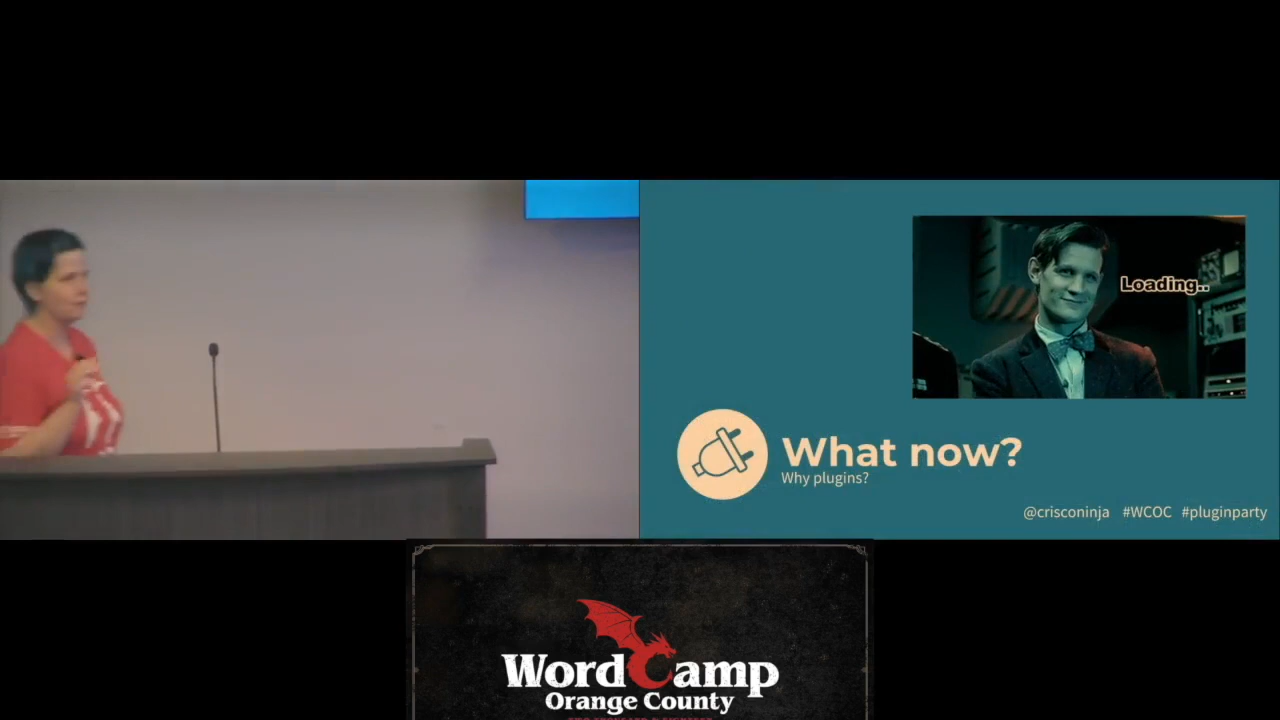 Loading..
What now?
Why plugins?
@crisconinja #WCOC #pluginparty
WordCamp
Orange County